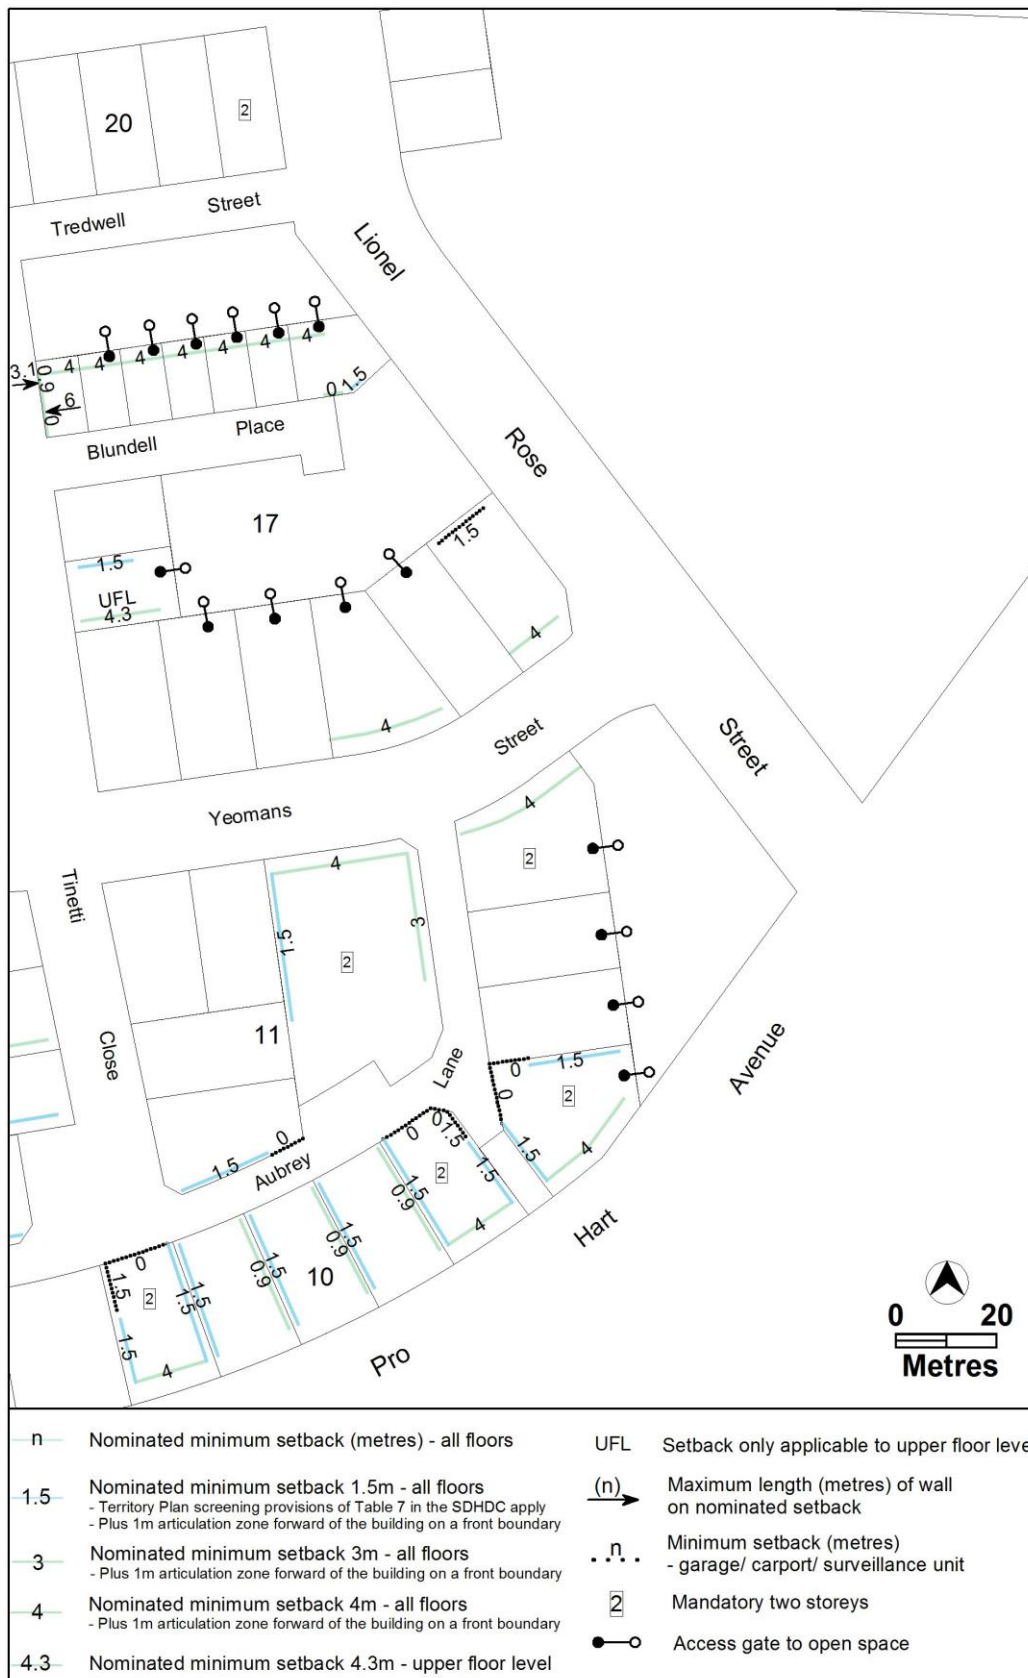 20
2
Tredwell Street
Lionel
Rose
Street
4 4 4 4 4 4 4
3.1
0
0.9
6
0
0 1.5
Blundell Place
17
1.5
1.5
UFL
4.3
4
4
Street
Yeomans
4
2
4
3
1.5
2
Tinetti
Close
11
Lane
0
1.5
0
2
1.5
4
Avenue
0
1.5
Aubrey
0
0
1.5
2
1.5
1.5
0.9
4
1.5
0.9
1.5
0.9
10
0
1.5
2
1.5
1.5
1.5
4
Hart
Pro
0 20
Metres
n Nominated minimum setback (metres) - all floors
1.5 Nominated minimum setback 1.5m - all floors
- Territory Plan screening provisions of Table 7 in the SDHDC apply
- Plus 1m articulation zone forward of the building on a front boundary
3 Nominated minimum setback 3m - all floors
- Plus 1m articulation zone forward of the building on a front boundary
4 Nominated minimum setback 4m - all floors
- Plus 1m articulation zone forward of the building on a front boundary
4.3 Nominated minimum setback 4.3m - upper floor level
UFL Setback only applicable to upper floor leve
(n) Maximum length (metres) of wall
on nominated setback
n Minimum setback (metres)
- garage/ carport/ surveillance unit
2 Mandatory two storeys
Access gate to open space